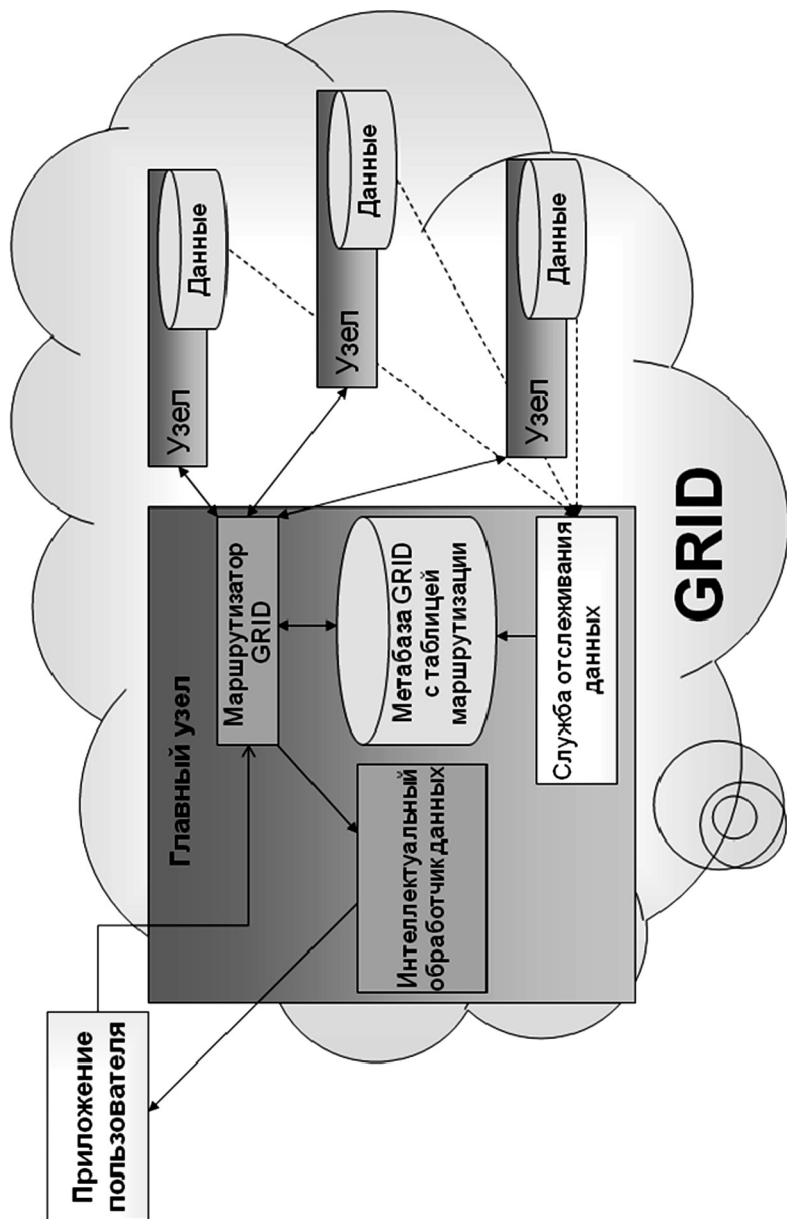 Приложение
пользователя
Главный узел
Маршрутизатор
GRID
Интеллектуальный
обработчик данных
Метабаза GRID
с таблицей
маршрутизации
Служба отслеживания
данных
Узел
Данные
Узел
Данные
Узел
Данные
GRID